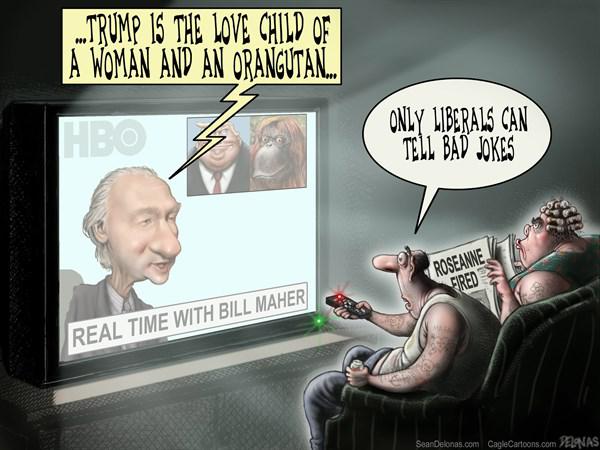 ...TRUMP IS THE LOVE CHILD OF
A WOMAN AND AN ORANGUTAN...
HBO
ONLY LIBERALS CAN
TELL BAD JOKES
ROSEANNE
FIRED
REAL TIME WITH BILL MAHER
SeanDelonas.com CagleCartoons.com
DELONAS